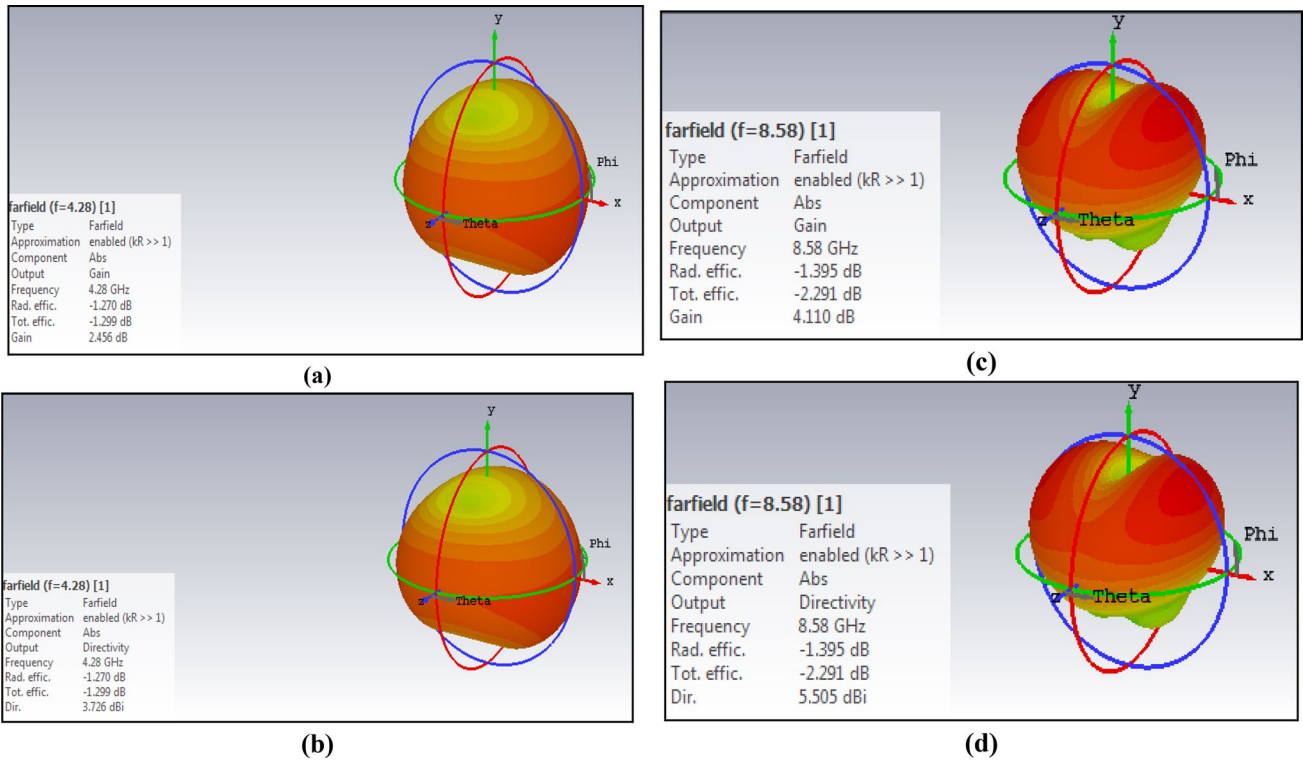 y
Phi
x
z
Theta
farfield (f=4.28) [1]
Type Farfield
Approximation enabled (kR >> 1)
Component Abs
Output Gain
Frequency 4.28 GHz
Rad. effic. -1.270 dB
Tot. effic. -1.299 dB
Gain 2.456 dB
(a)
y
Phi
x
z
Theta
farfield (f=4.28) [1]
Type Farfield
Approximation enabled (kR >> 1)
Component Abs
Output Directivity
Frequency 4.28 GHz
Rad. effic. -1.270 dB
Tot. effic. -1.299 dB
Dir. 3.726 dBi
(b)
y
farfield (f=8.58) [1]
Type Farfield
Approximation enabled (kR >> 1)
Component Abs
Output Gain
Frequency 8.58 GHz
Rad. effic. -1.395 dB
Tot. effic. -2.291 dB
Gain 4.110 dB
Phi
x
z
Theta
(c)
y
farfield (f=8.58) [1]
Type Farfield
Approximation enabled (kR >> 1)
Component Abs
Output Directivity
Frequency 8.58 GHz
Rad. effic. -1.395 dB
Tot. effic. -2.291 dB
Dir. 5.505 dBi
Phi
x
z
Theta
(d)